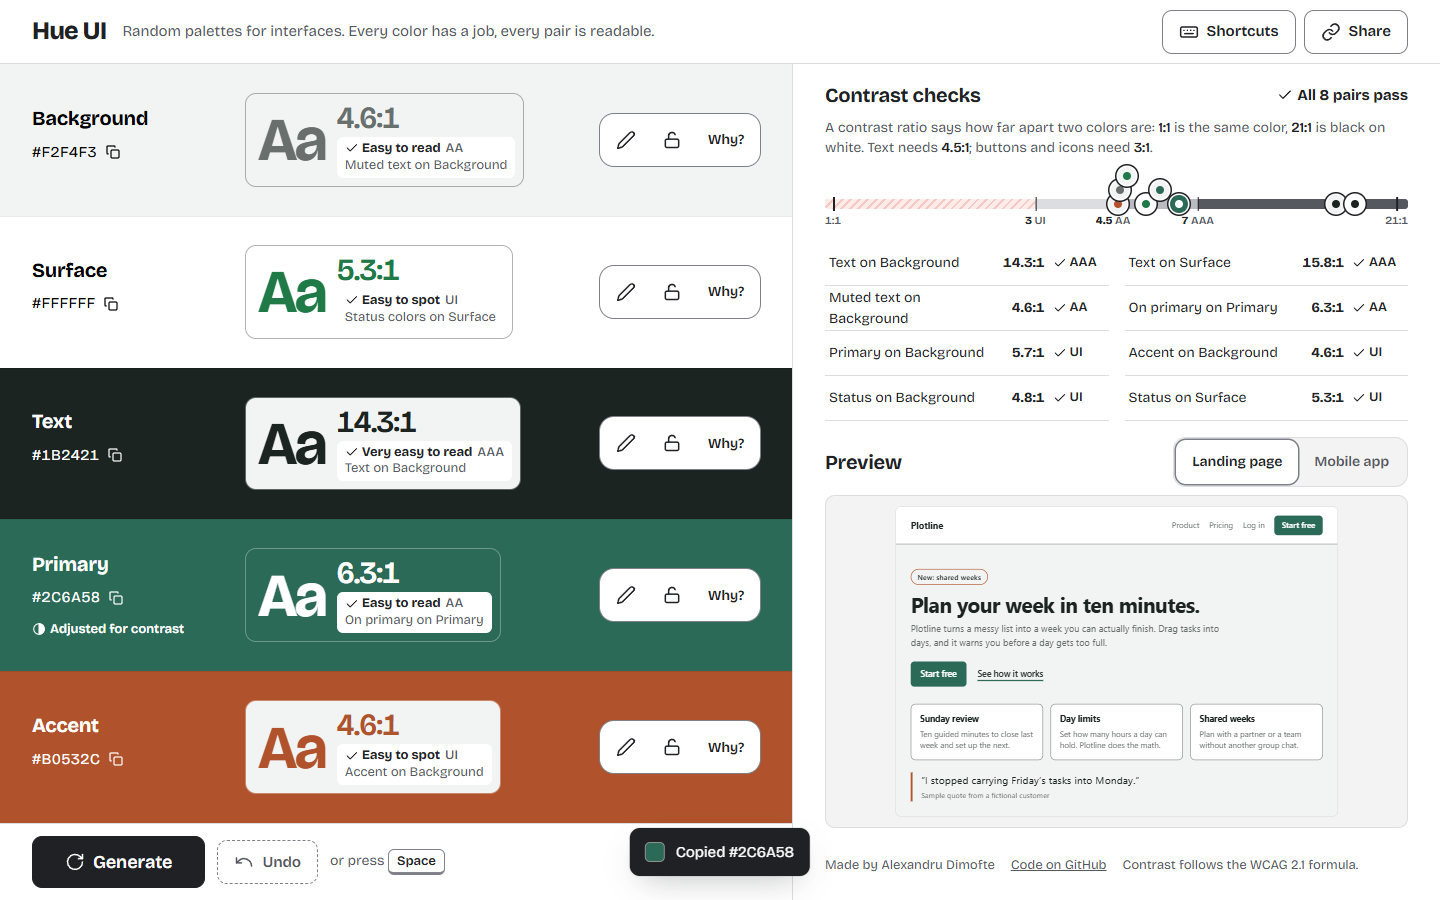 Hue UI
Random palettes for interfaces. Every color has a job, every pair is readable.
Shortcuts
Share
Background
#F2F4F3
Aa
4.6:1
Easy to read AA
Muted text on Background
Why?
Surface
#FFFFFF
Aa
5.3:1
Easy to spot UI
Status colors on Surface
Why?
Text
#1B2421
Aa
14.3:1
Very easy to read AAA
Text on Background
Why?
Primary
#2C6A58
Adjusted for contrast
Aa
6.3:1
Easy to read AA
On primary on Primary
Why?
Accent
#B0532C
Aa
4.6:1
Easy to spot UI
Accent on Background
Why?
Generate
Undo
or press Space
Copied #2C6A58
Contrast checks
All 8 pairs pass
A contrast ratio says how far apart two colors are: 1:1 is the same color, 21:1 is black on
white. Text needs 4.5:1; buttons and icons need 3:1.
1:1
3 UI
4.5 AA
7 AAA
21:1
Text on Background 14.3:1 AAA
Text on Surface 15.8:1 AAA
Muted text on
Background 4.6:1 AA
On primary on Primary 6.3:1 AA
Primary on Background 5.7:1 UI
Accent on Background 4.6:1 UI
Status on Background 4.8:1 UI
Status on Surface 5.3:1 UI
Preview
Landing page
Mobile app
Plotline
Product
Pricing
Log in
Start free
New: shared weeks
Plan your week in ten minutes.
Plotline turns a messy list into a week you can actually finish. Drag tasks into
days, and it warns you before a day gets too full.
Start free
See how it works
Sunday review
Ten guided minutes to close last
week and set up the next.
Day limits
Set how many hours a day can
hold. Plotline does the math.
Shared weeks
Plan with a partner or a team
without another group chat.
"I stopped carrying Friday's tasks into Monday."
Sample quote from a fictional customer
Made by Alexandru Dimofte
Code on GitHub
Contrast follows the WCAG 2.1 formula.